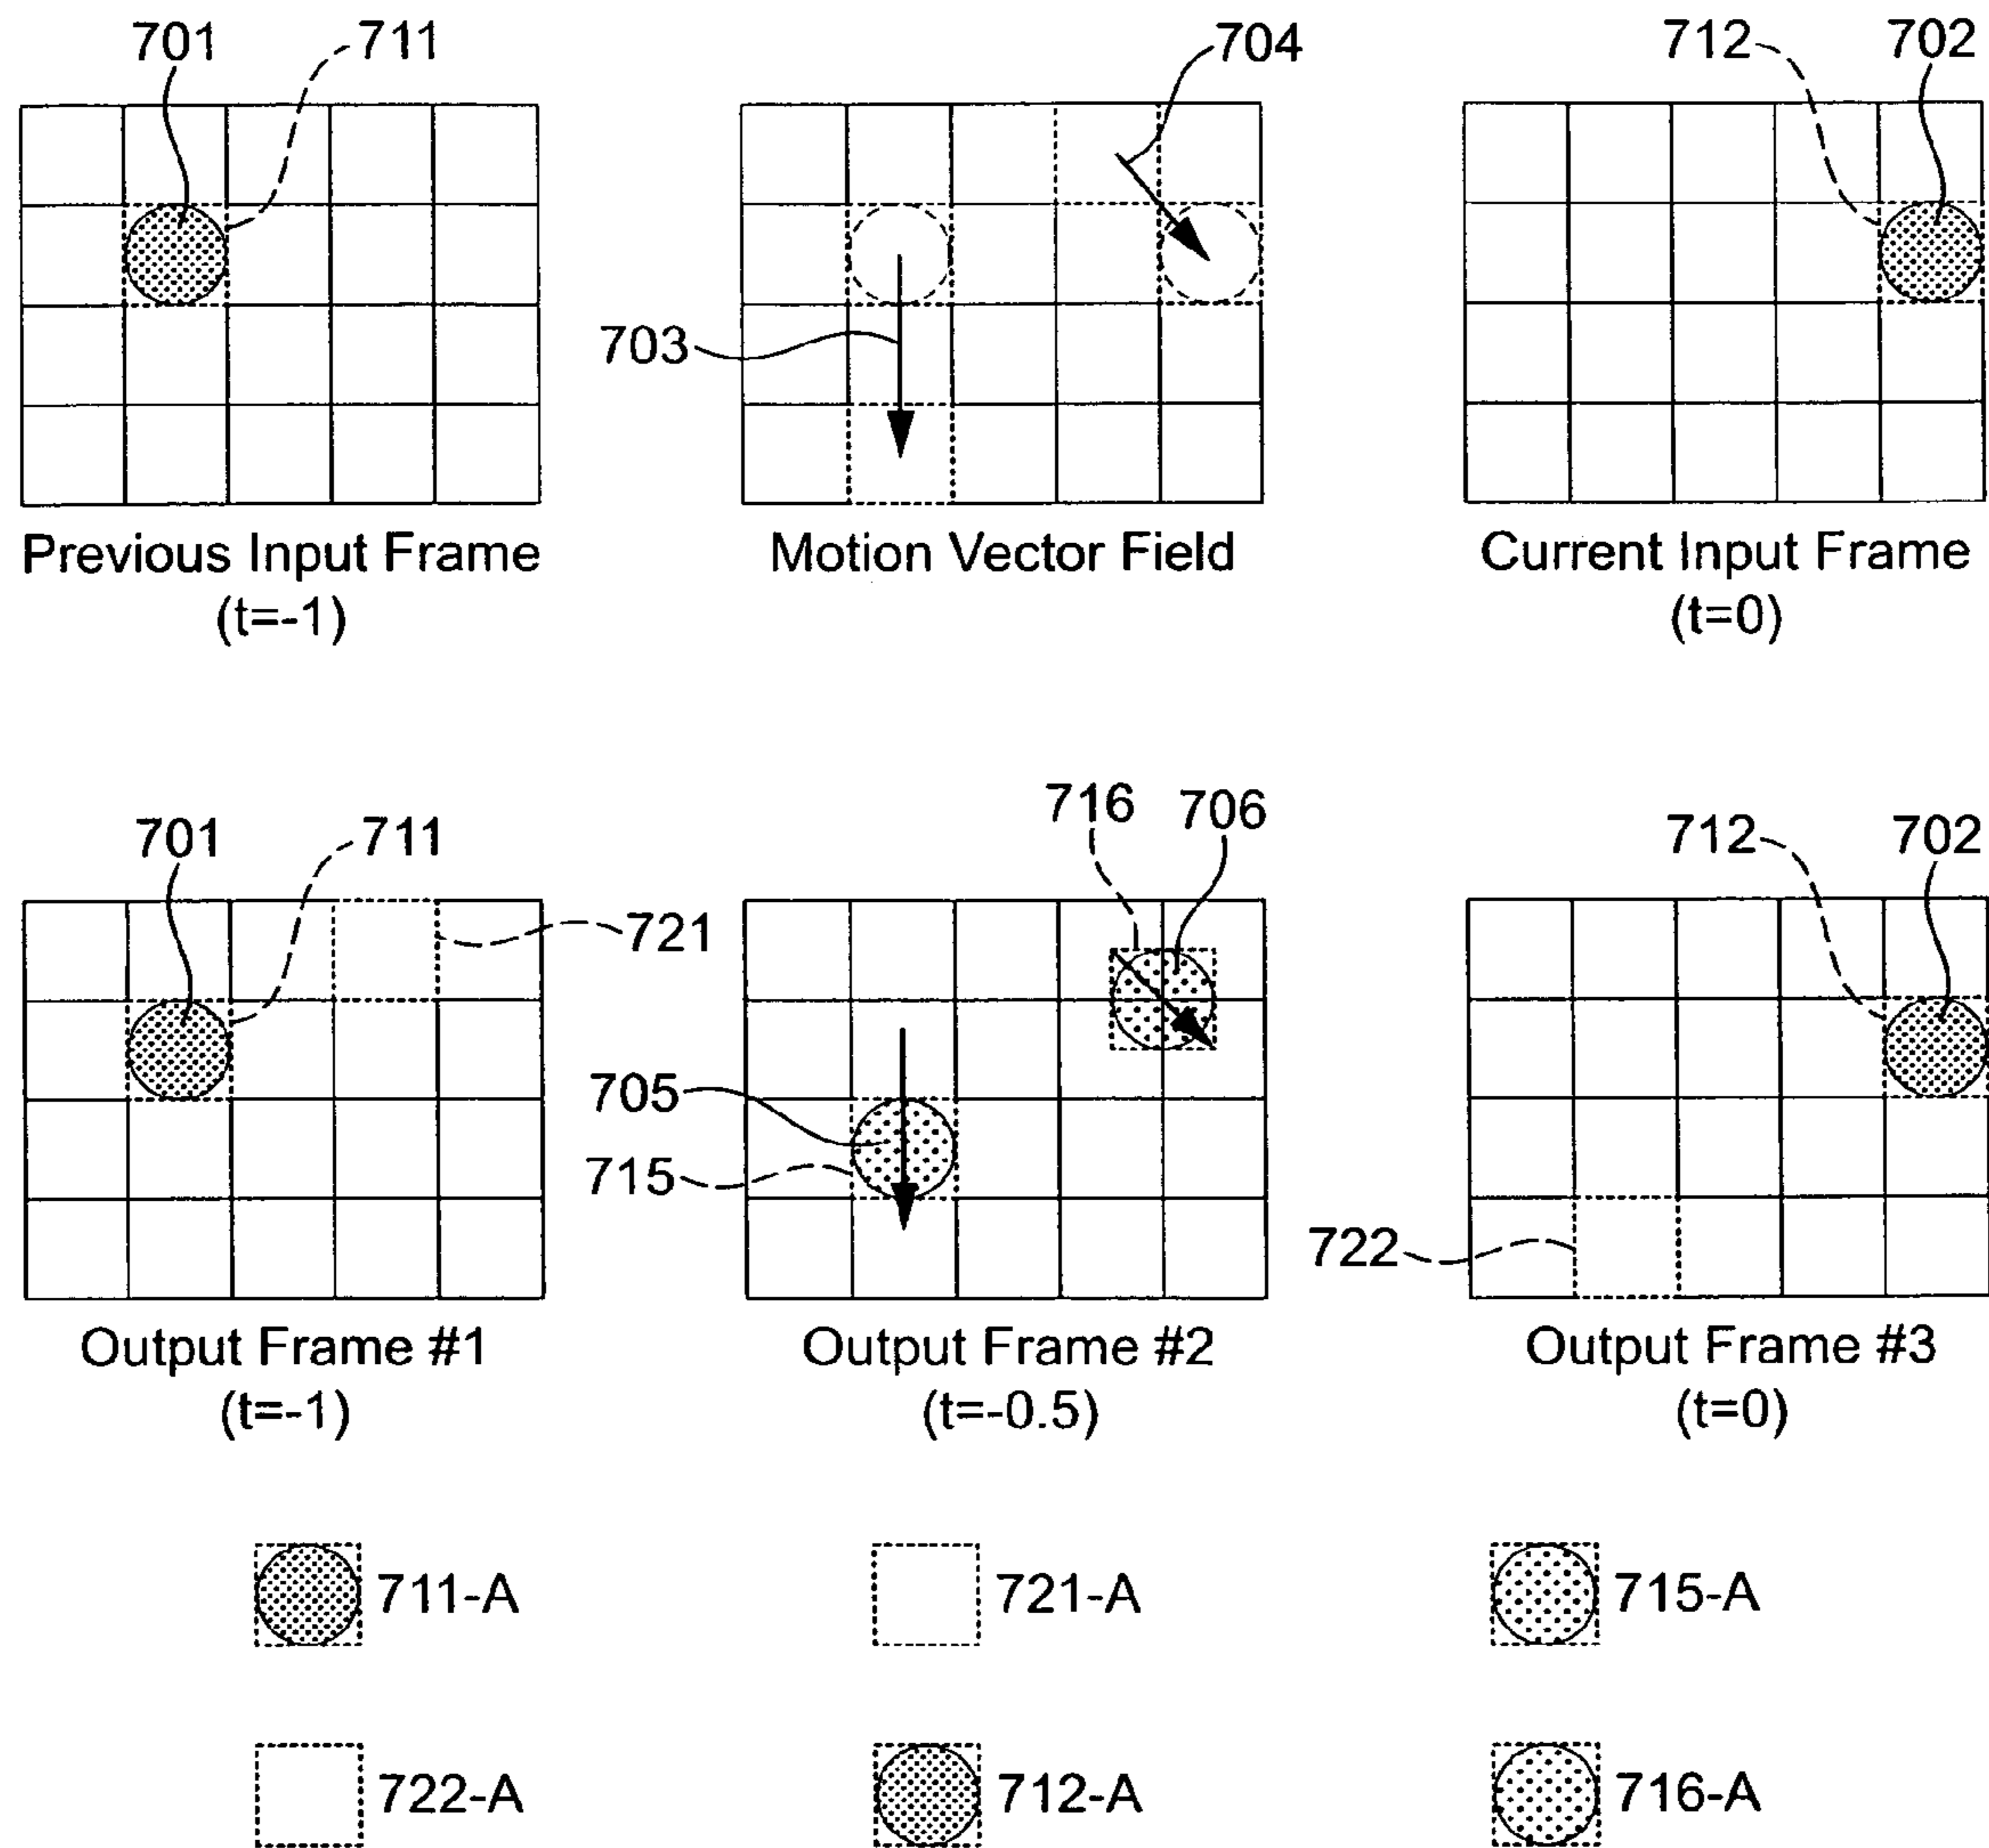 701 711 704 712 702
703
Previous Input Frame
(t=-1)
Motion Vector Field
Current Input Frame
(t=0)
716 706
701 711 712 702
721
705
715
722
Output Frame #1
(t=-1)
Output Frame #2
(t=-0.5)
Output Frame #3
(t=0)
711-A 721-A 715-A
722-A 712-A 716-A